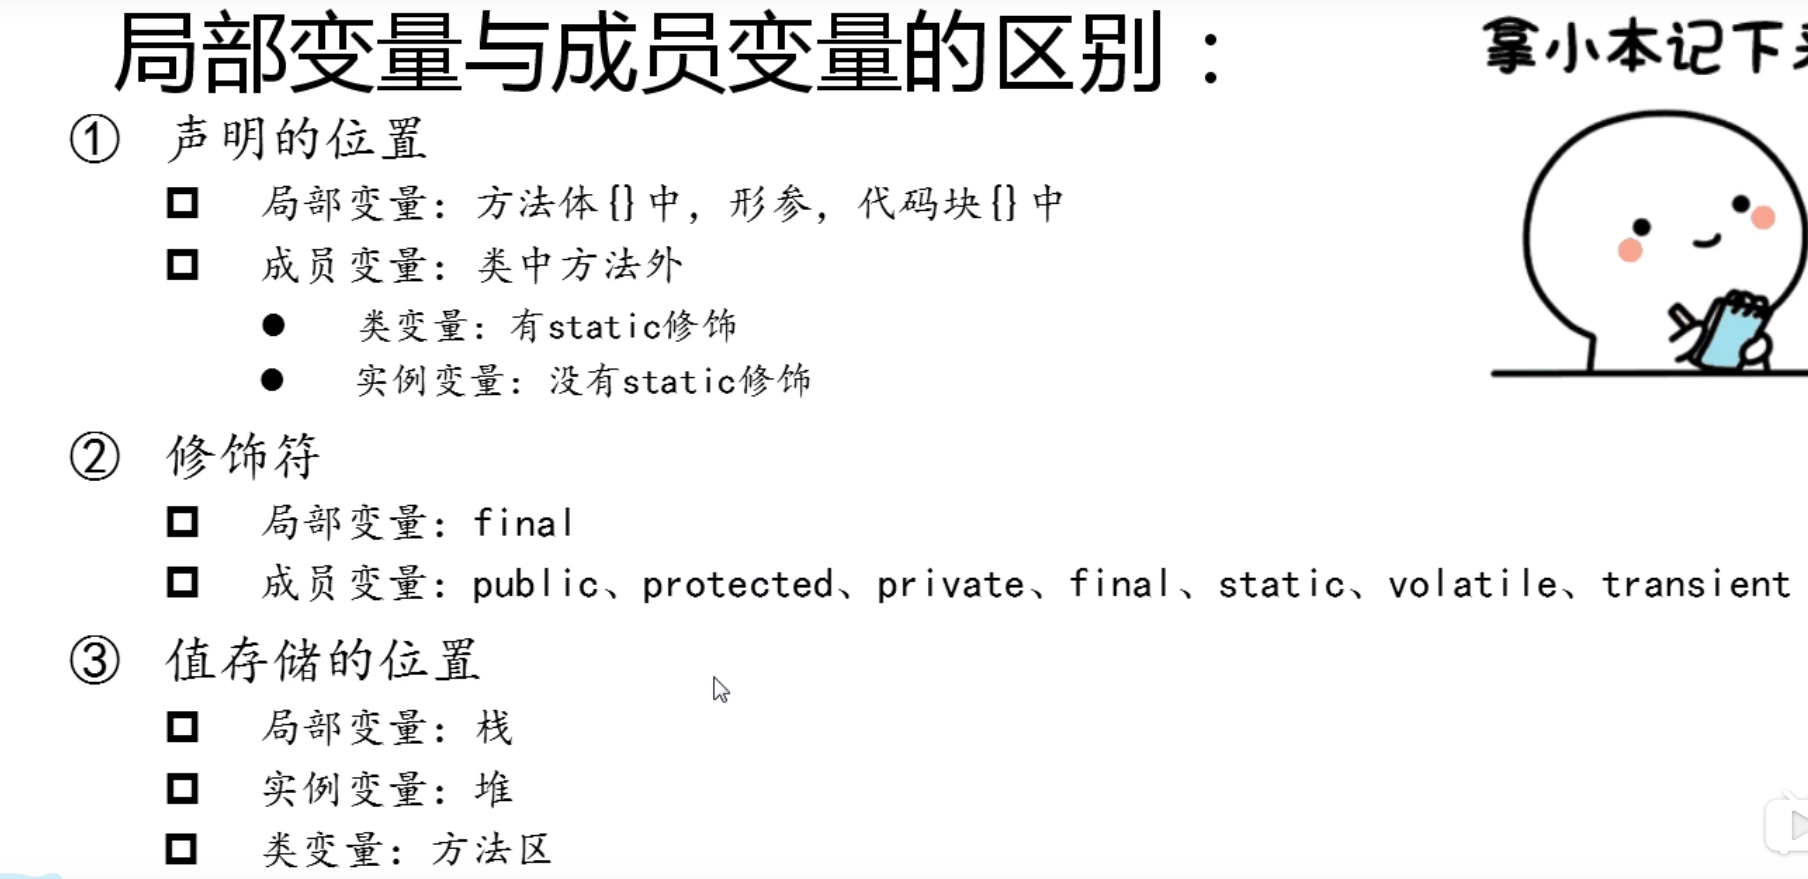 局部变量与成员变量的区别：
拿小本记下
① 声明的位置
局部变量：方法体{}中，形参，代码块{}中
成员变量：类中方法外
类变量：有static修饰
实例变量：没有static修饰
② 修饰符
局部变量：final
成员变量：public、protected、private、final、static、volatile、transient
③ 值存储的位置
局部变量：栈
实例变量：堆
类变量：方法区